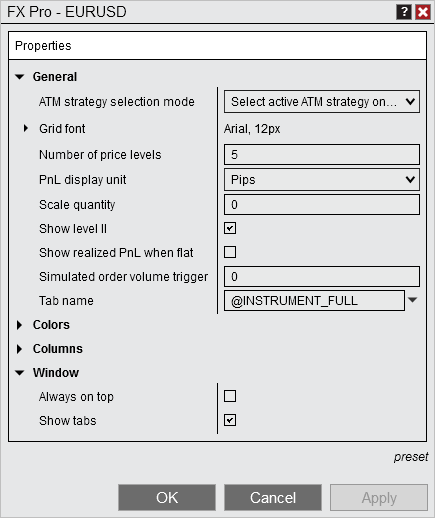 FX Pro - EURUSD
?
Properties
General
ATM strategy selection mode Select active ATM strategy on...
Grid font Arial, 12px
Number of price levels 5
PnL display unit Pips
Scale quantity 0
Show level II
Show realized PnL when flat
Simulated order volume trigger 0
Tab name @INSTRUMENT_FULL
Colors
Columns
Window
Always on top
Show tabs
preset
OK Cancel Apply